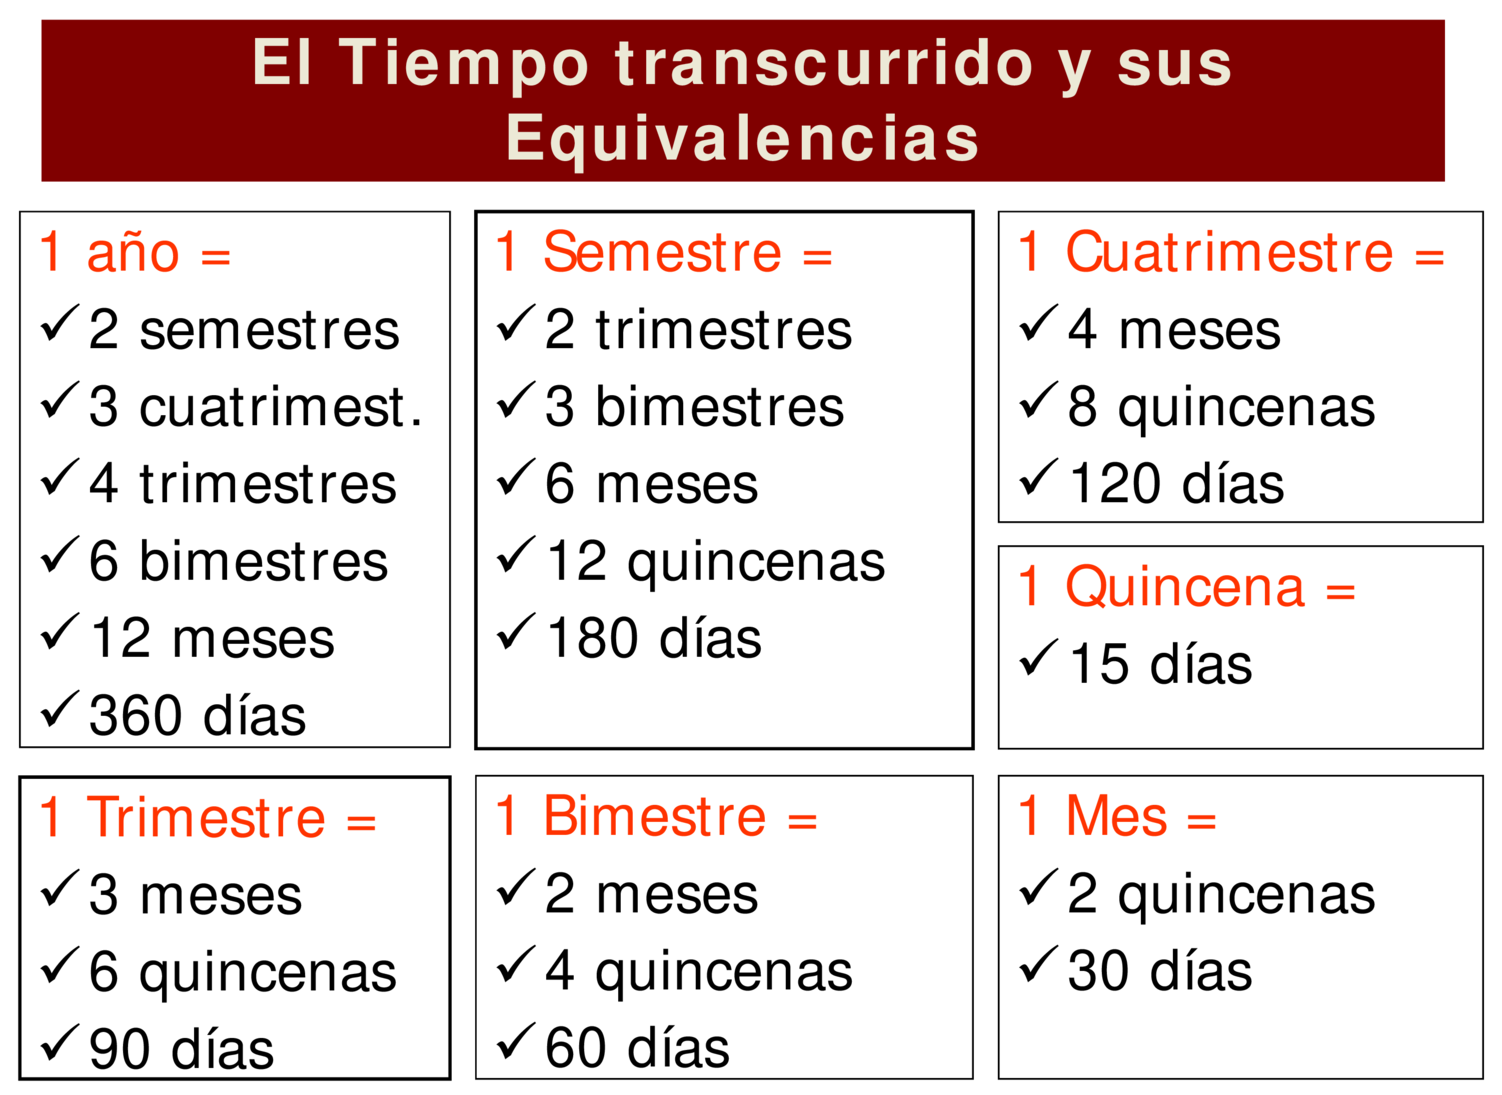 El Tiempo transcurrido y sus
Equivalencias
1 año =
✓2 semestres
✓3 cuatrimest.
✓4 trimestres
✓6 bimestres
✓12 meses
✓360 días
1 Semestre =
✓2 trimestres
✓3 bimestres
✓6 meses
✓12 quincenas
✓180 días
1 Cuatrimestre =
✓4 meses
✓8 quincenas
✓120 días
1 Quincena =
✓15 días
1 Trimestre =
✓3 meses
✓6 quincenas
✓90 días
1 Bimestre =
✓2 meses
✓4 quincenas
✓60 días
1 Mes =
✓2 quincenas
✓30 días